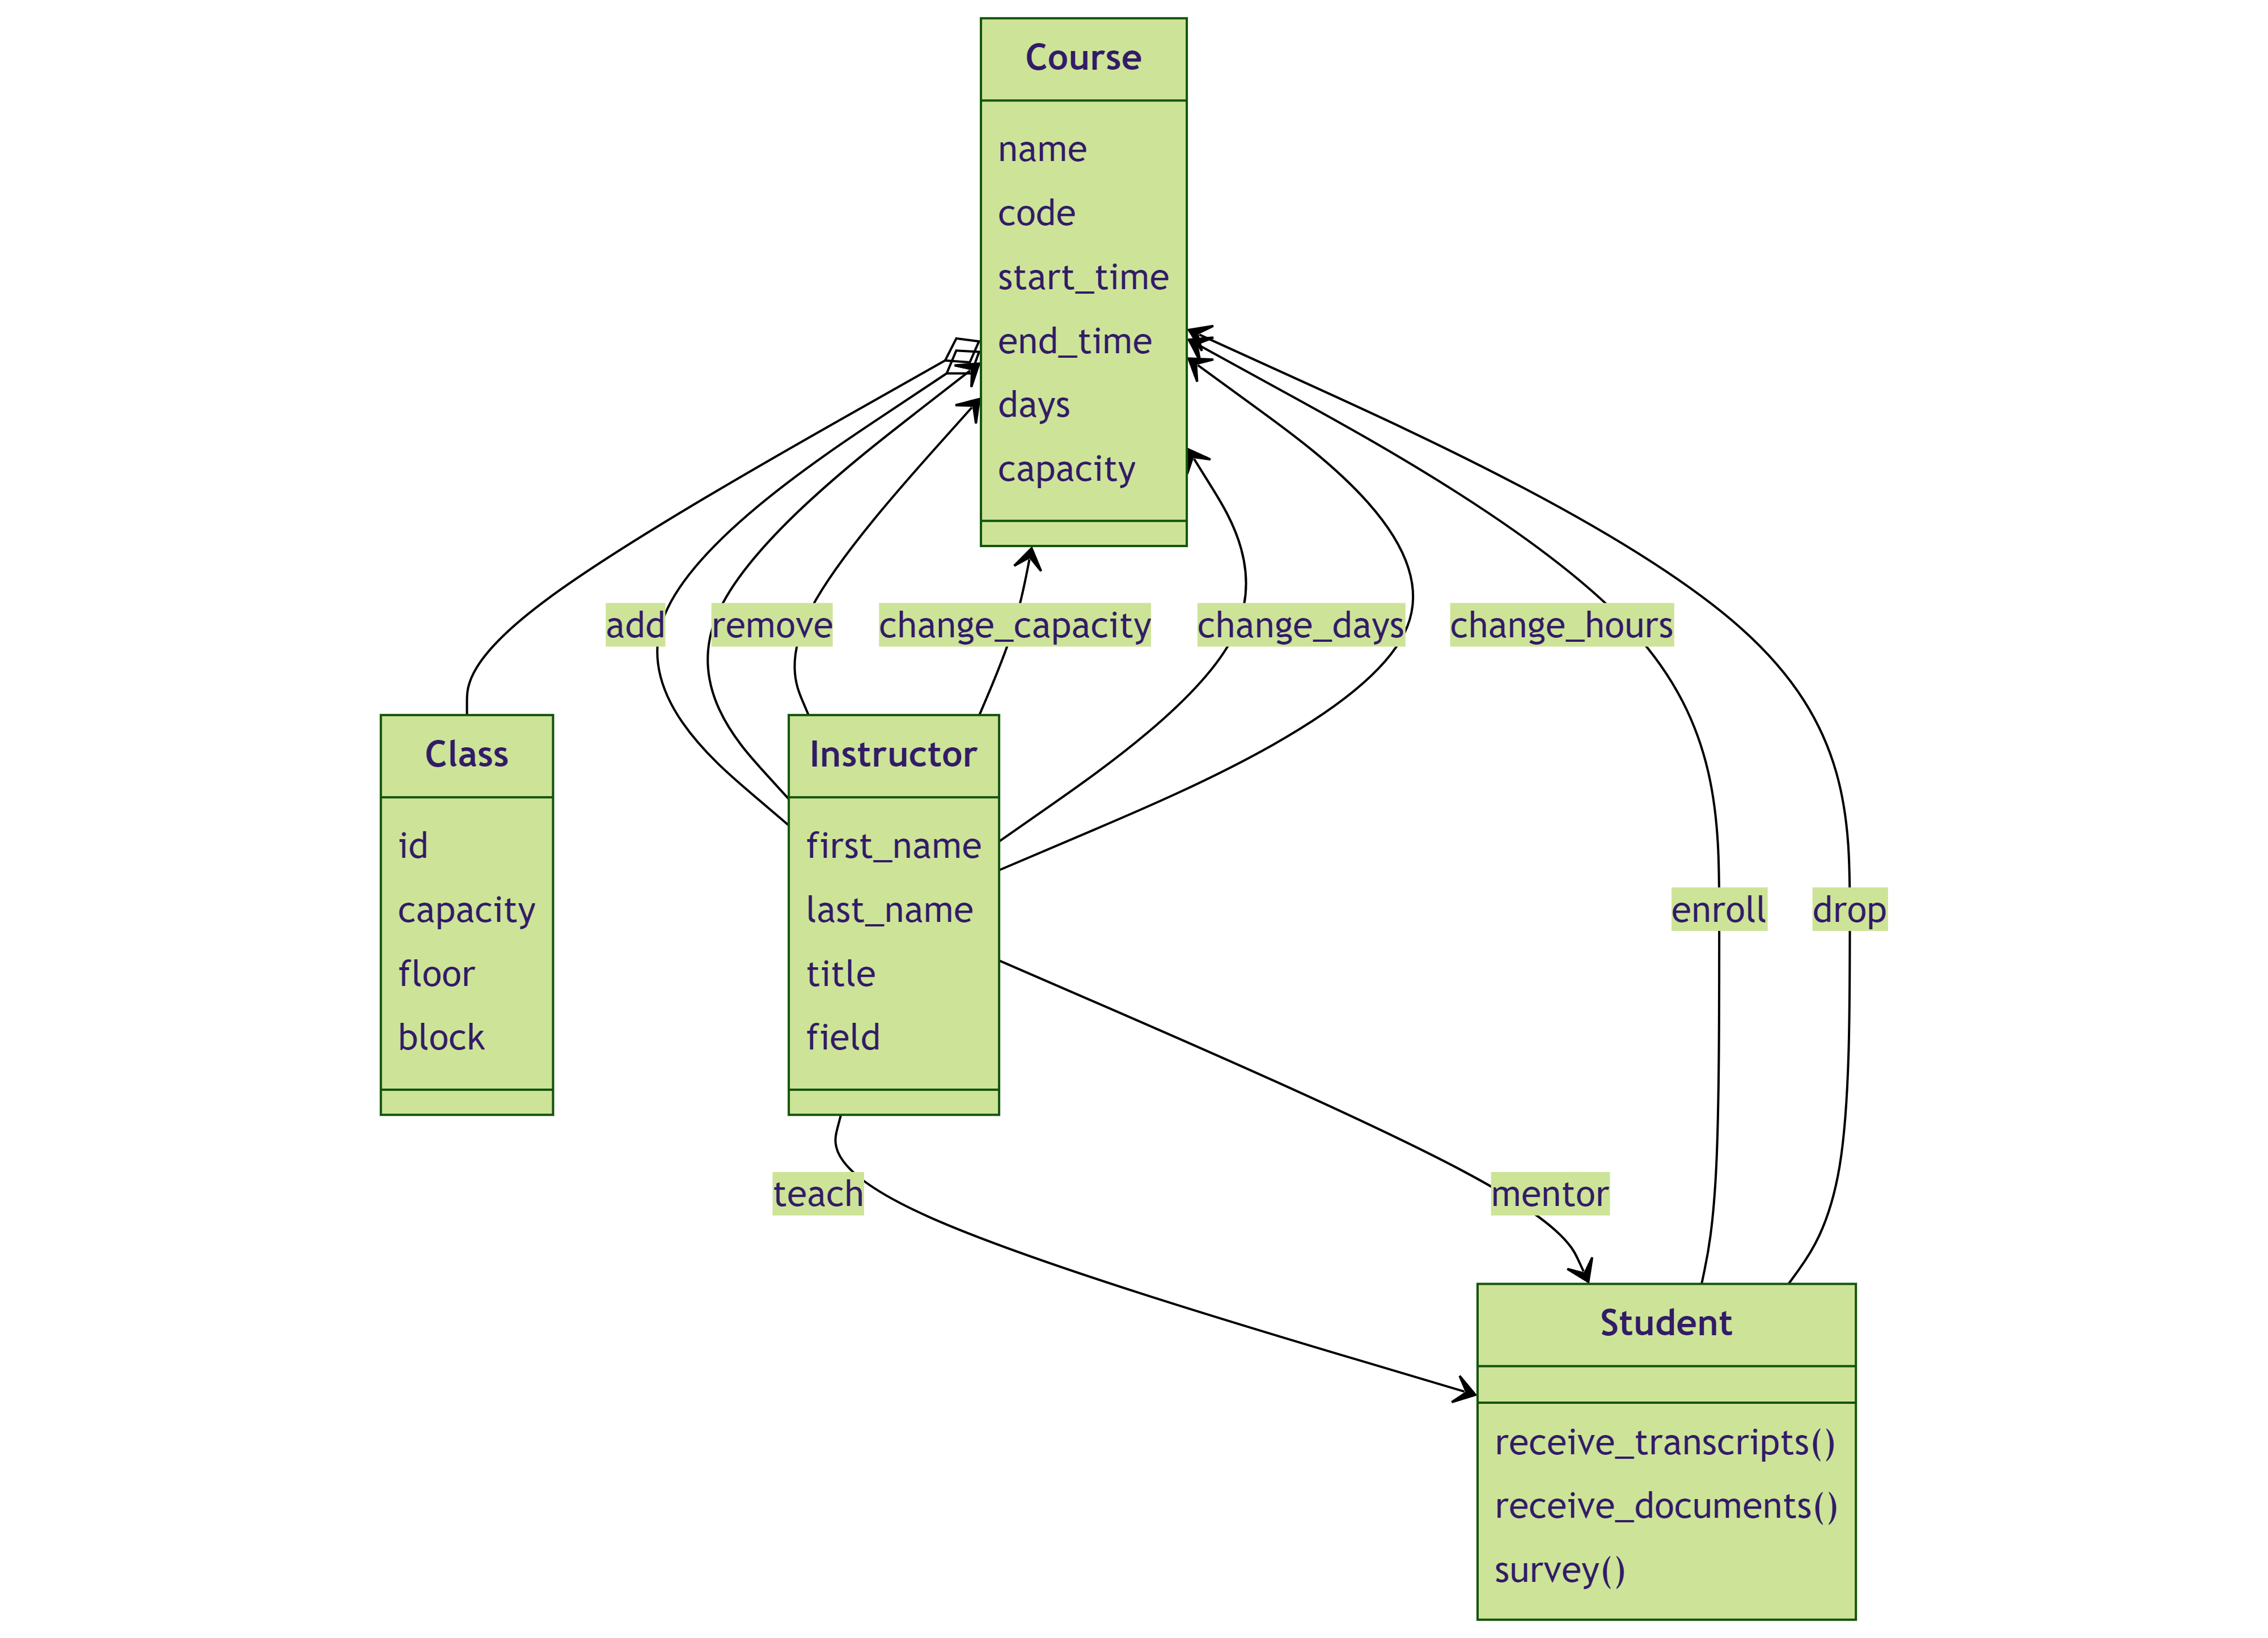 Course
name
code
start_time
end_time
days
capacity
add
remove
change_capacity
change_days
change_hours
Class
id
capacity
floor
block
Instructor
first_name
last_name
title
field
enroll
drop
teach
mentor
Student
receive_transcripts()
receive_documents()
survey()